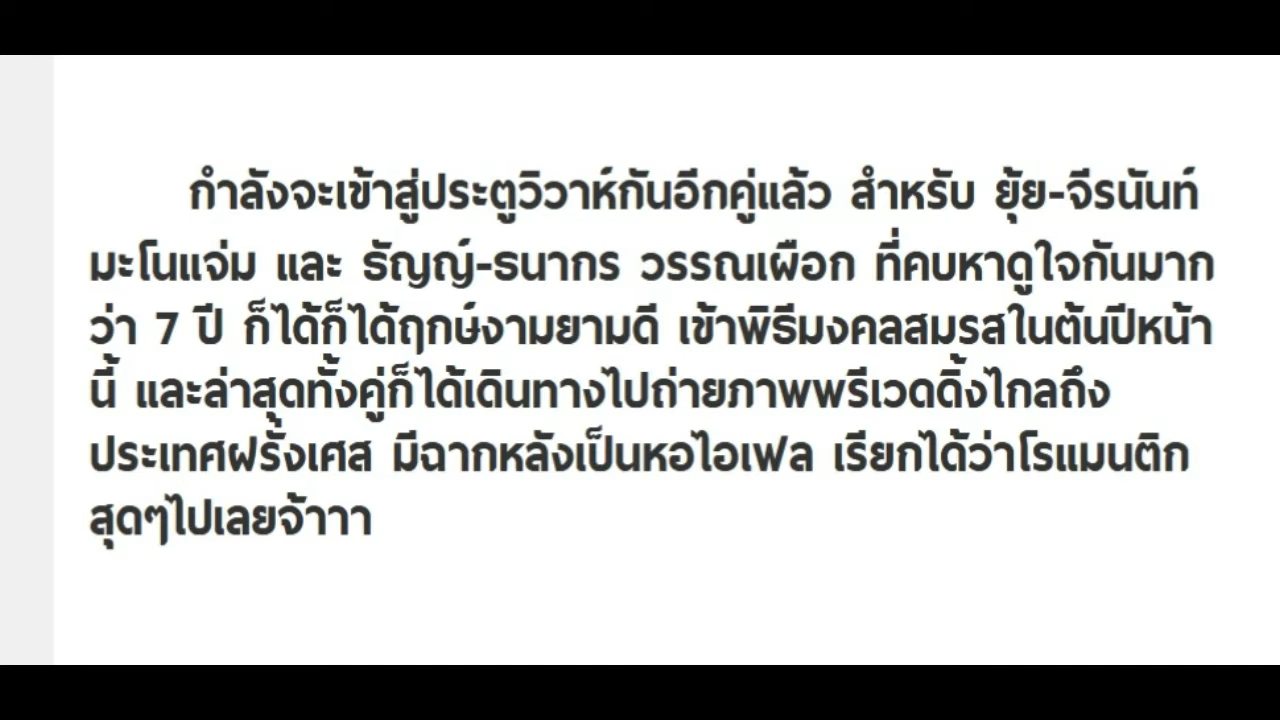 กำลังจะเข้าสู่ประตูวิวาห์กันอีกคู่แล้ว สำหรับ ยุ้ย-จีรนันท์
มะโนแจ่ม และ ธัญญ์-ธนากร วรรณเผือก ที่คบหาดูใจกันมาก
ว่า 7 ปี ก็ได้ก็ได้ฤกษ์งามยามดี เข้าพิธีมงคลสมรสในต้นปีหน้า
นี้ และล่าสุดทั้งคู่ก็ได้เดินทางไปถ่ายภาพพรีเวดดิ้งไกลถึง
ประเทศฝรั่งเศส มีฉากหลังเป็นหอไอเฟล เรียกได้ว่าโรแมนติก
สุดๆไปเลยจ้าาา